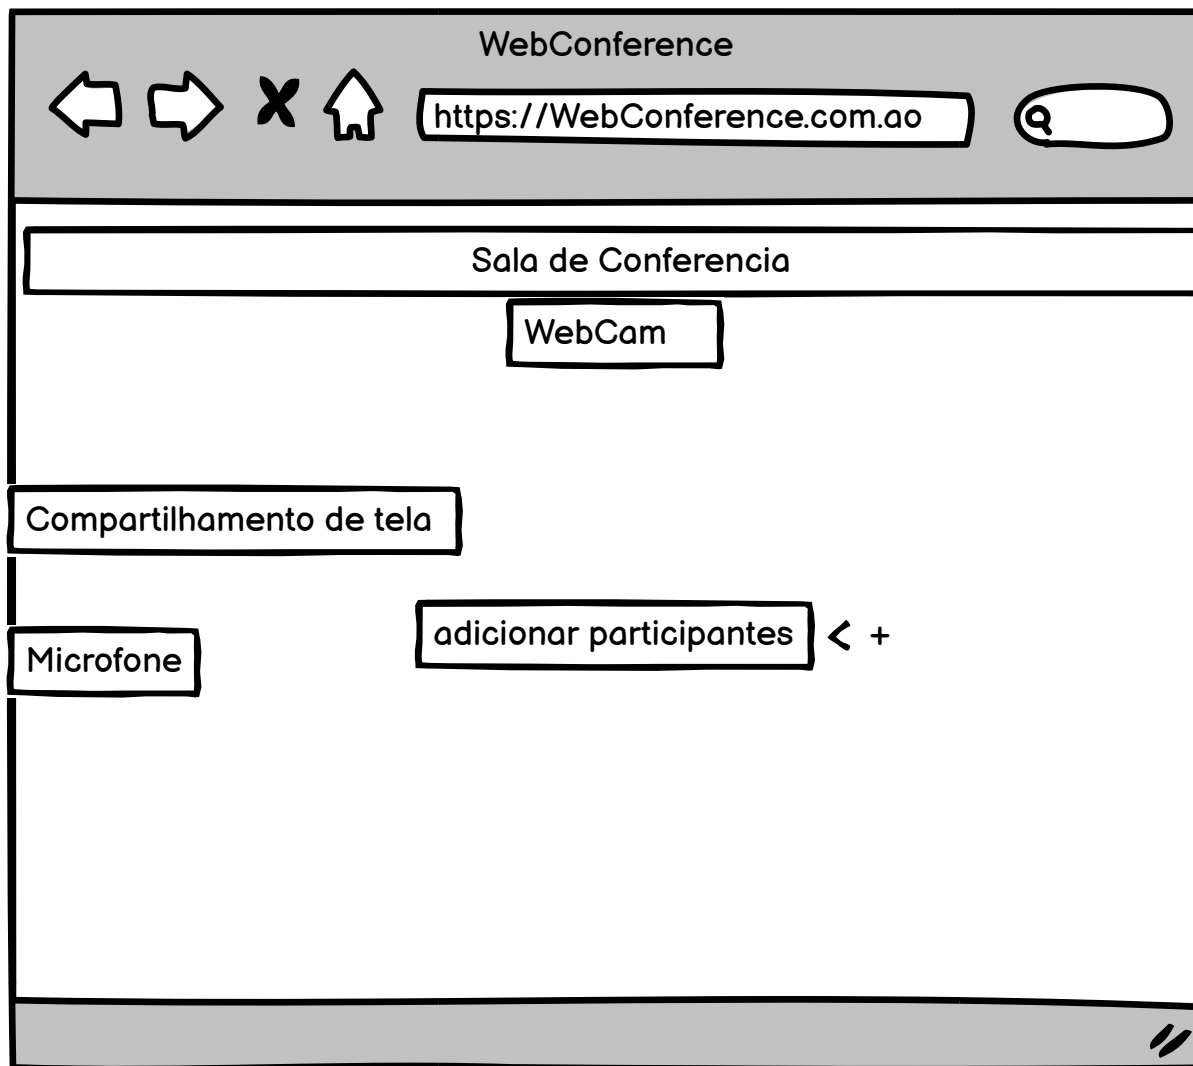 WebConference
https://WebConference.com.ao
Sala de Conferencia
WebCam
Compartilhamento de tela
adicionar participantes < +
Microfone